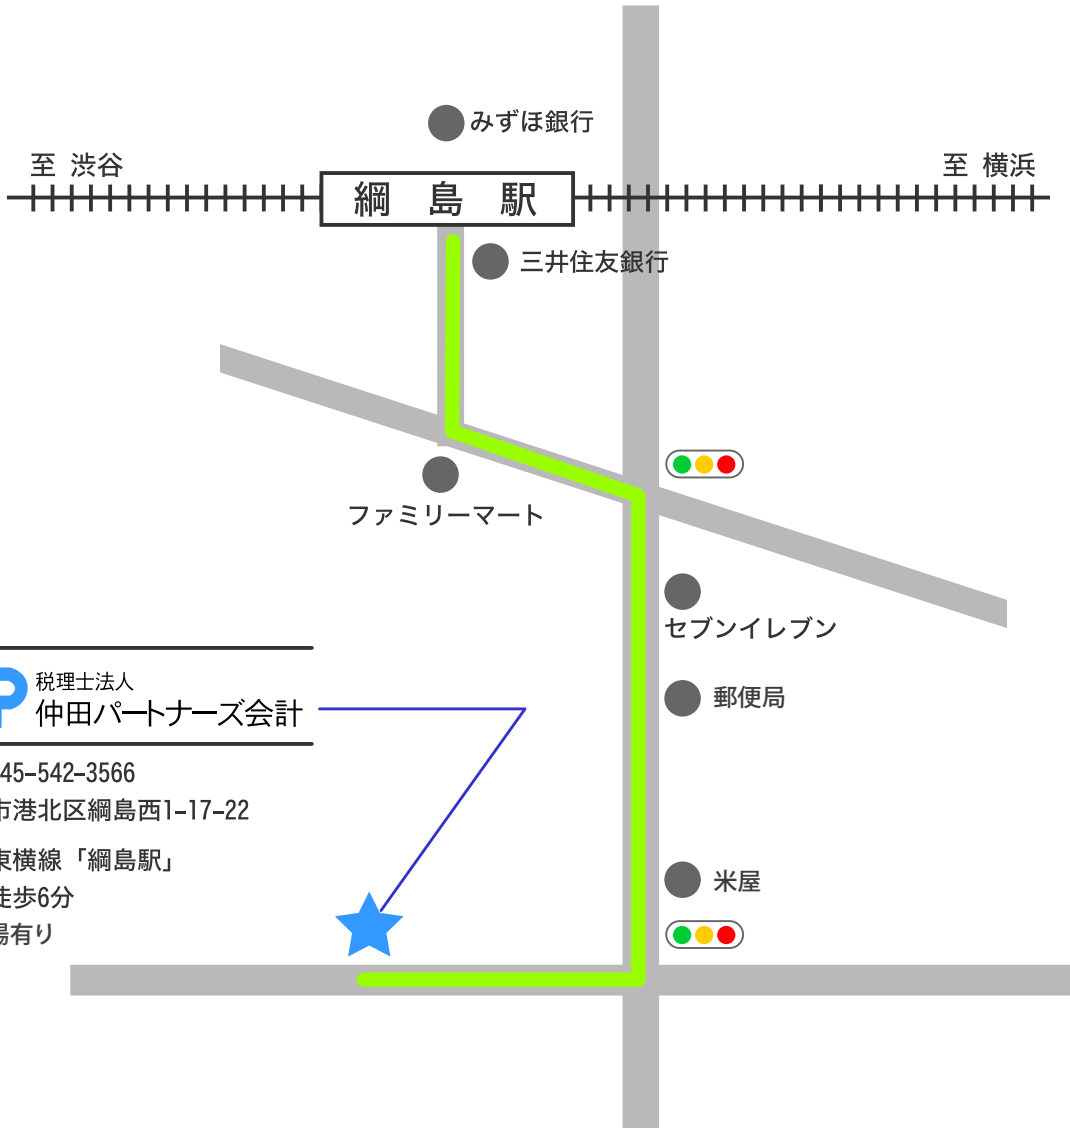 みずほ銀行
至 渋谷
至 横浜
綱島駅
三井住友銀行
ファミリーマート
セブンイレブン
税理士法人
仲田パートナーズ会計
郵便局
45-542-3566
市港北区綱島西1-17-22
東横線「綱島駅」
徒歩6分
米屋
場有り